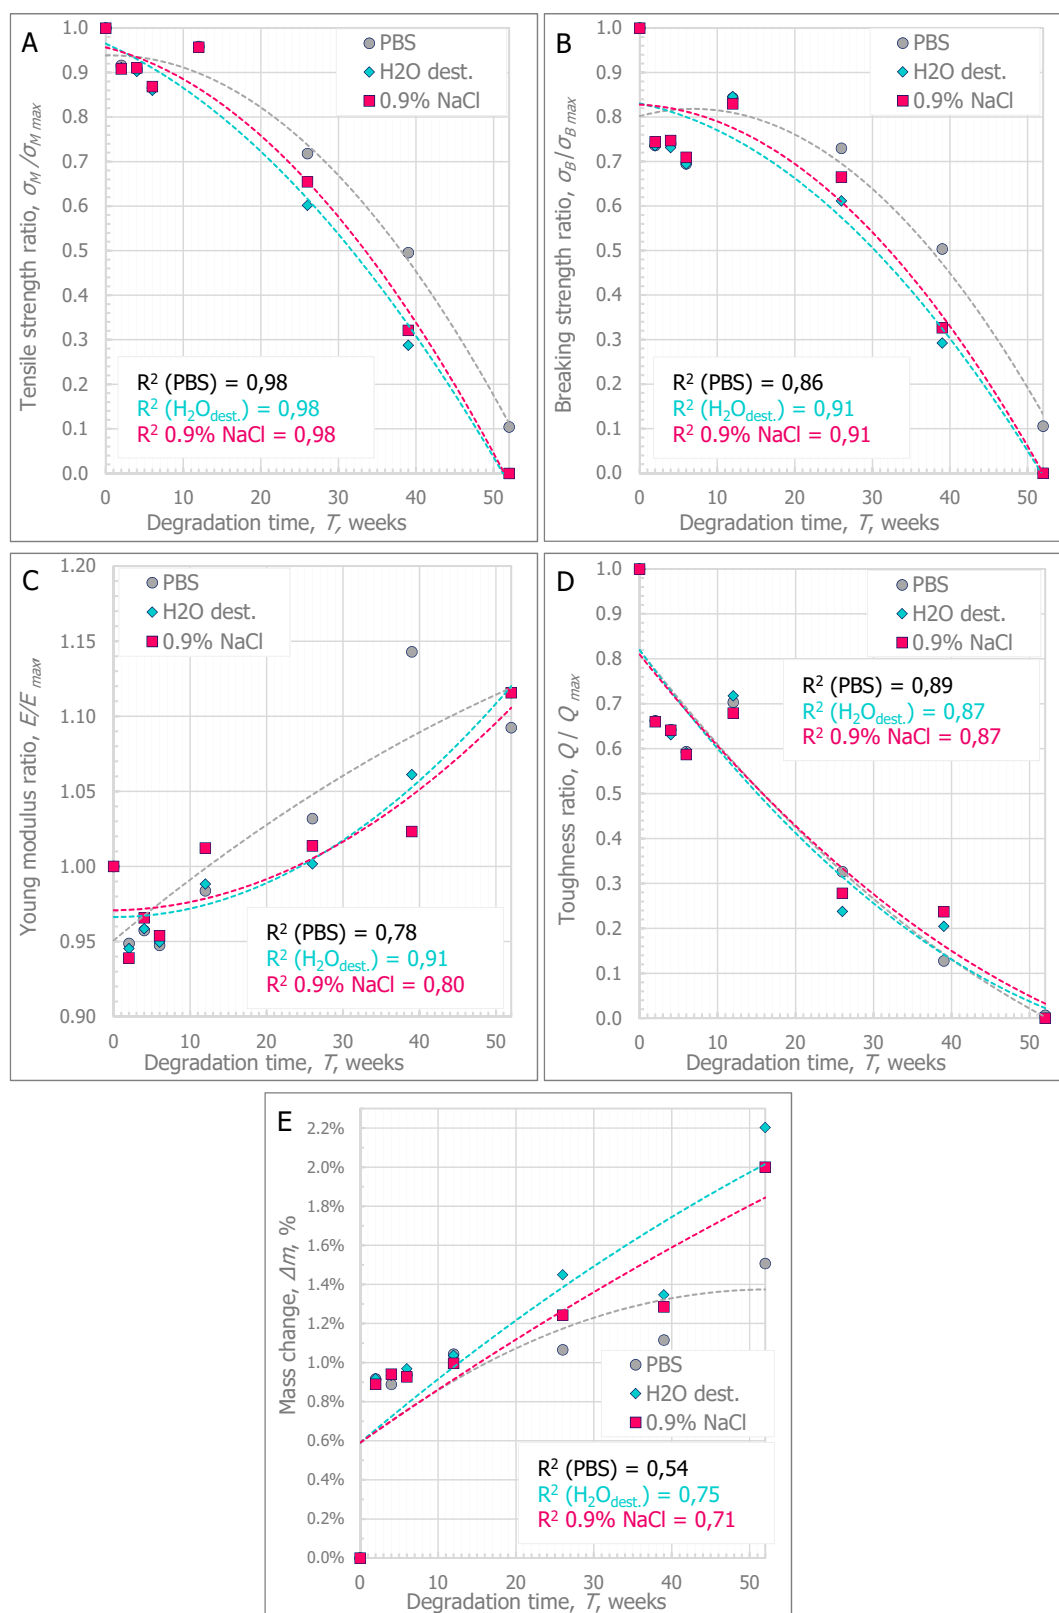 A
PBS
H2O dest.
0.9% NaCl
1.0
0.9
0.8
0.7
0.6
0.5
0.4
0.3
0.2
0.1
0.0
Tensile strength ratio, σM /σM max
R² (PBS) = 0,98
R² (H₂Odest.) = 0,98
R² 0.9% NaCl = 0,98
0 10 20 30 40 50
Degradation time, T, weeks
B
PBS
H2O dest.
0.9% NaCl
1.0
0.9
0.8
0.7
0.6
0.5
0.4
0.3
0.2
0.1
0.0
Breaking strength ratio, σB/σB max
R² (PBS) = 0,86
R² (H₂Odest.) = 0,91
R² 0.9% NaCl = 0,91
0 10 20 30 40 50
Degradation time, T, weeks
C
PBS
H2O dest.
0.9% NaCl
1.20
1.15
1.10
1.05
1.00
0.95
0.90
Young modulus ratio, E/E max,
R² (PBS) = 0,78
R² (H₂Odest.) = 0,91
R² 0.9% NaCl = 0,80
0 10 20 30 40 50
Degradation time, T, weeks
D
PBS
H2O dest.
0.9% NaCl
1.0
0.9
0.8
0.7
0.6
0.5
0.4
0.3
0.2
0.1
0.0
Toughness ratio, Q / Q max
R² (PBS) = 0,89
R² (H₂Odest.) = 0,87
R² 0.9% NaCl = 0,87
0 10 20 30 40 50
Degradation time, T, weeks
E
2.2%
2.0%
1.8%
1.6%
1.4%
1.2%
1.0%
0.8%
0.6%
0.4%
0.2%
0.0%
Mass change, Δm, %
PBS
H2O dest.
0.9% NaCl
R² (PBS) = 0,54
R² (H₂Odest.) = 0,75
R² 0.9% NaCl = 0,71
0 10 20 30 40 50
Degradation time, T, weeks